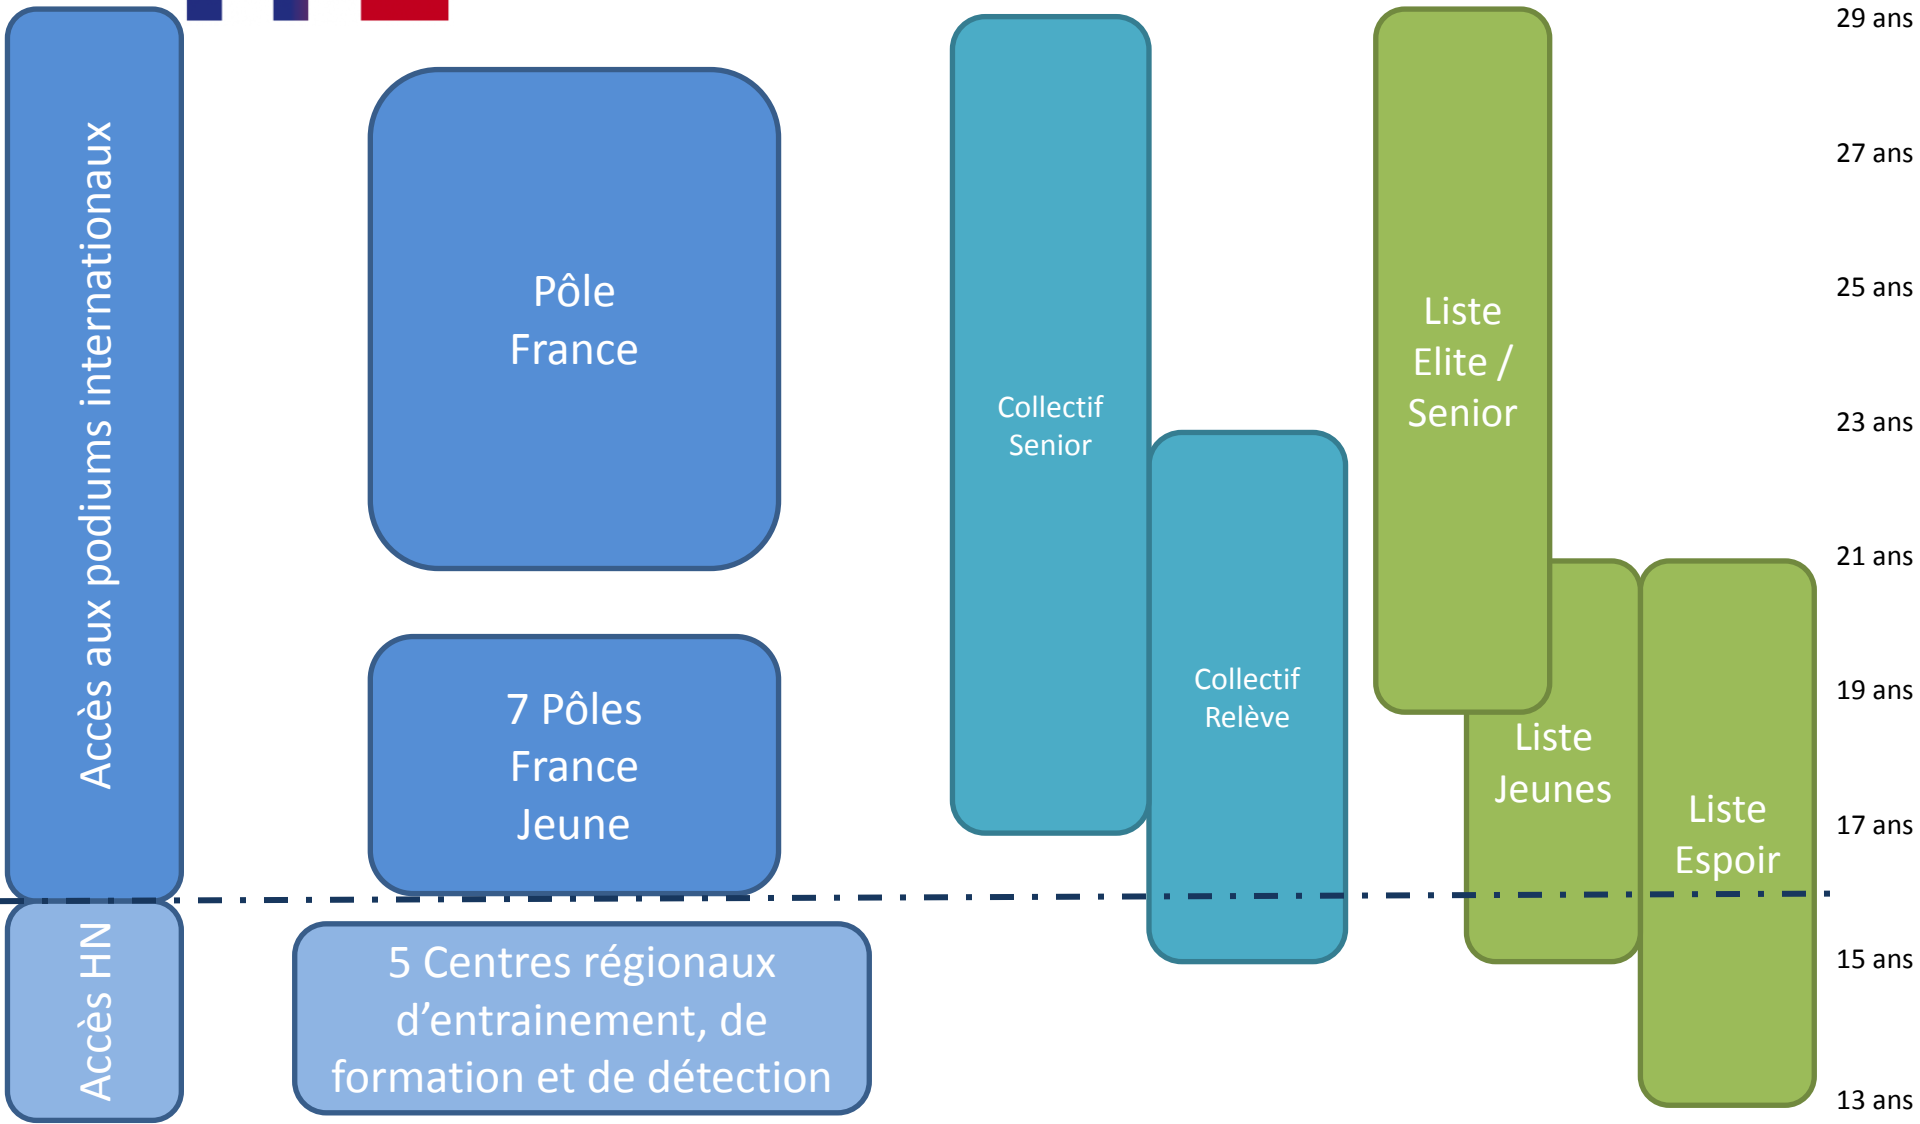 Accès aux podiums internationaux
Accès HN
Pôle
France
7 Pôles
France
Jeune
5 Centres régionaux
d’entrainement, de
formation et de détection
Collectif
Senior
Collectif
Relève
Liste
Elite /
Senior
Liste
Jeunes
Liste
Espoir
29 ans
27 ans
25 ans
23 ans
21 ans
19 ans
17 ans
15 ans
13 ans